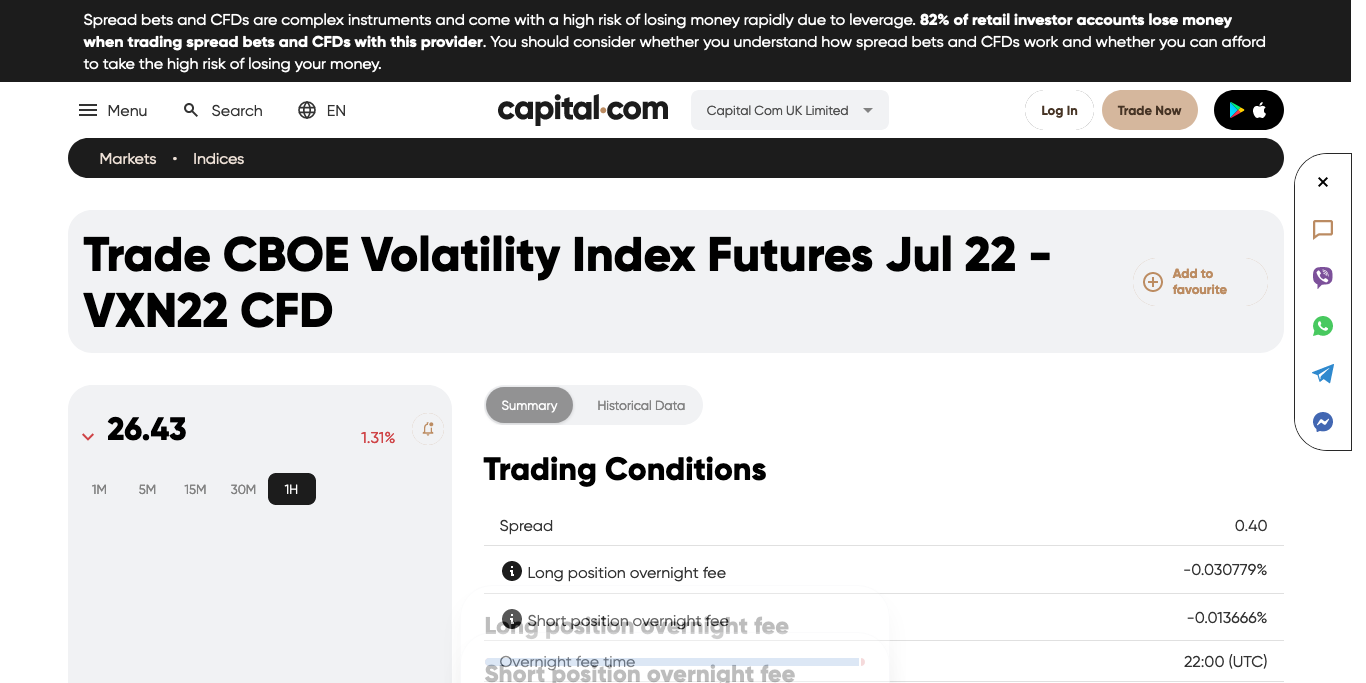 Spread bets and CFDs are complex instruments and come with a high risk of losing money rapidly due to leverage. 82% of retail investor accounts lose money
when trading spread bets and CFDs with this provider. You should consider whether you understand how spread bets and CFDs work and whether you can afford
to take the high risk of losing your money.
Menu Search EN capital.com Capital Com UK Limited Log In Trade Now
Markets • Indices
Trade CBOE Volatility Index Futures Jul 22 -
VXN22 CFD
Add to
favourite
26.43 1.31%
1M 5M 15M 30M 1H
Summary Historical Data
Trading Conditions
Spread 0.40
Long position overnight fee -0.030779%
Short position overnight fee -0.013666%
Long position overnight fee
Overnight fee time 22:00 (UTC)
Short position overnight fee